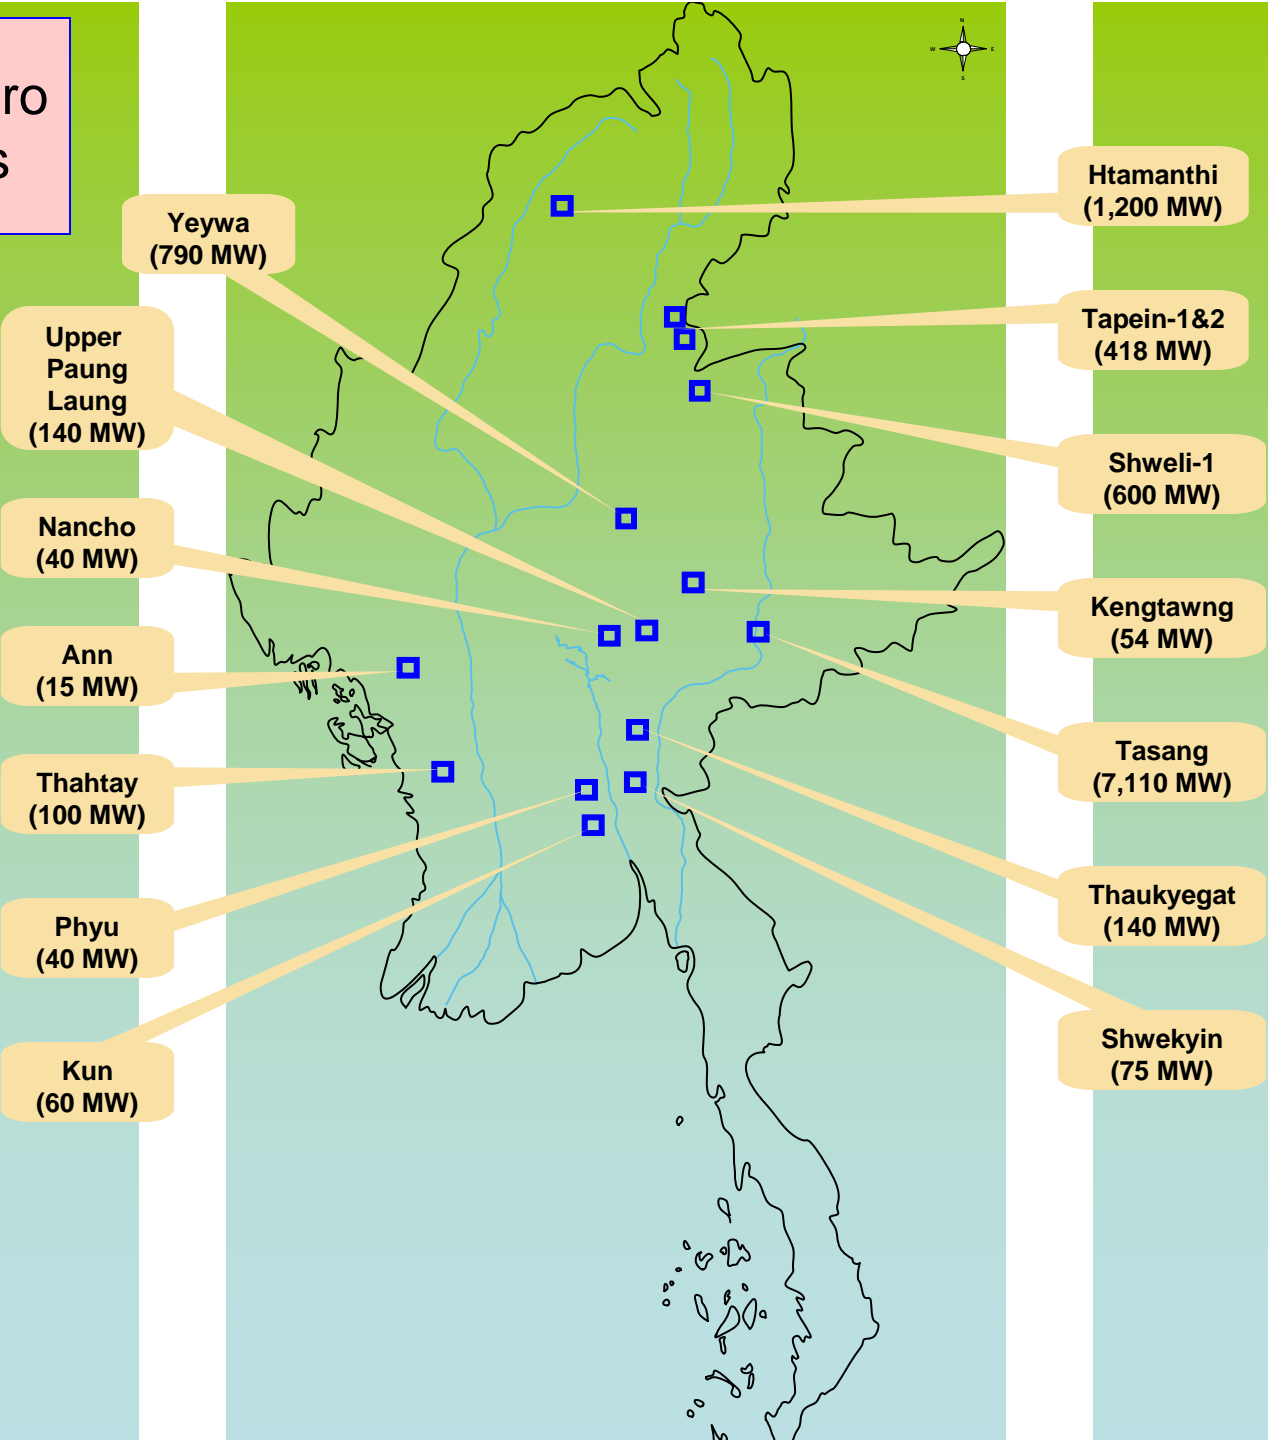 ro
s
N
W
E
S
Yeywa
(790 MW)
Upper
Paung
Laung
(140 MW)
Nancho
(40 MW)
Ann
(15 MW)
Thahtay
(100 MW)
Phyu
(40 MW)
Kun
(60 MW)
Htamanthi
(1,200 MW)
Tapein-1&2
(418 MW)
Shweli-1
(600 MW)
Kengtawng
(54 MW)
Tasang
(7,110 MW)
Thaukyegat
(140 MW)
Shwekyin
(75 MW)